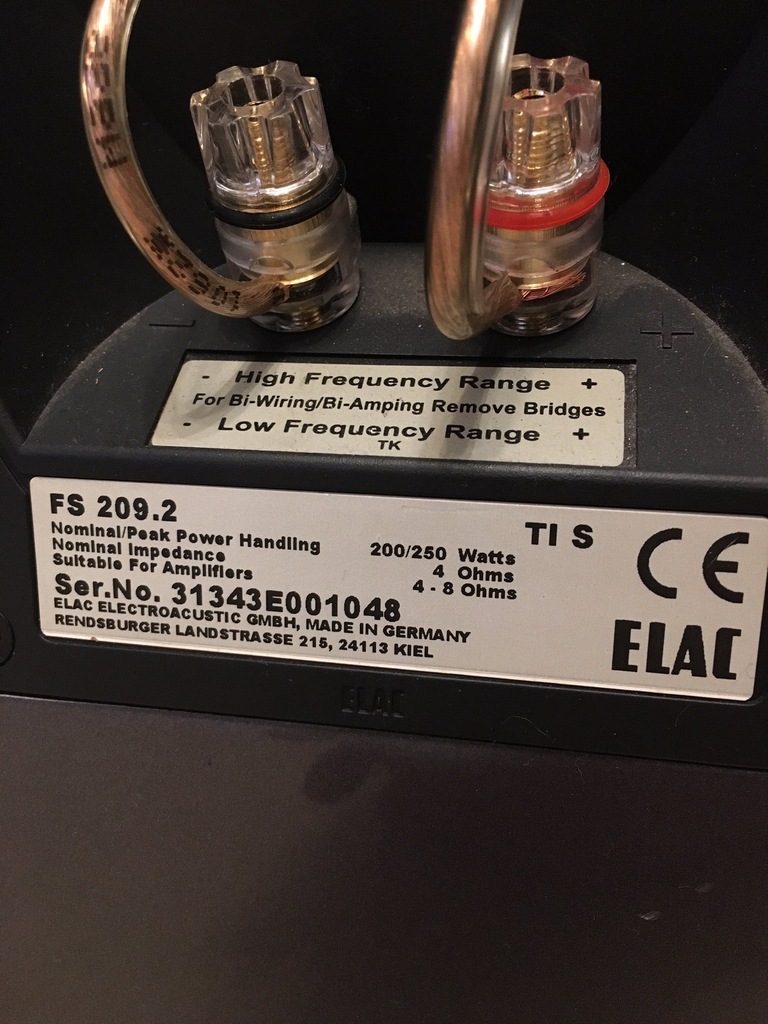 - High Frequency Range +
For Bi-Wiring/Bi-Amping Remove Bridges
- Low Frequency Range +
TK
FS 209.2
TI S
Nominal/Peak Power Handling 200/250 Watts
Nominal Impedance 4 Ohms
Suitable For Amplifiers 4 - 8 Ohms
Ser.No. 31343E001048
ELAC ELECTROACUSTIC GMBH, MADE IN GERMANY
RENDSBURGER LANDSTRASSE 215, 24113 KIEL
CE
ELAC
ELAC